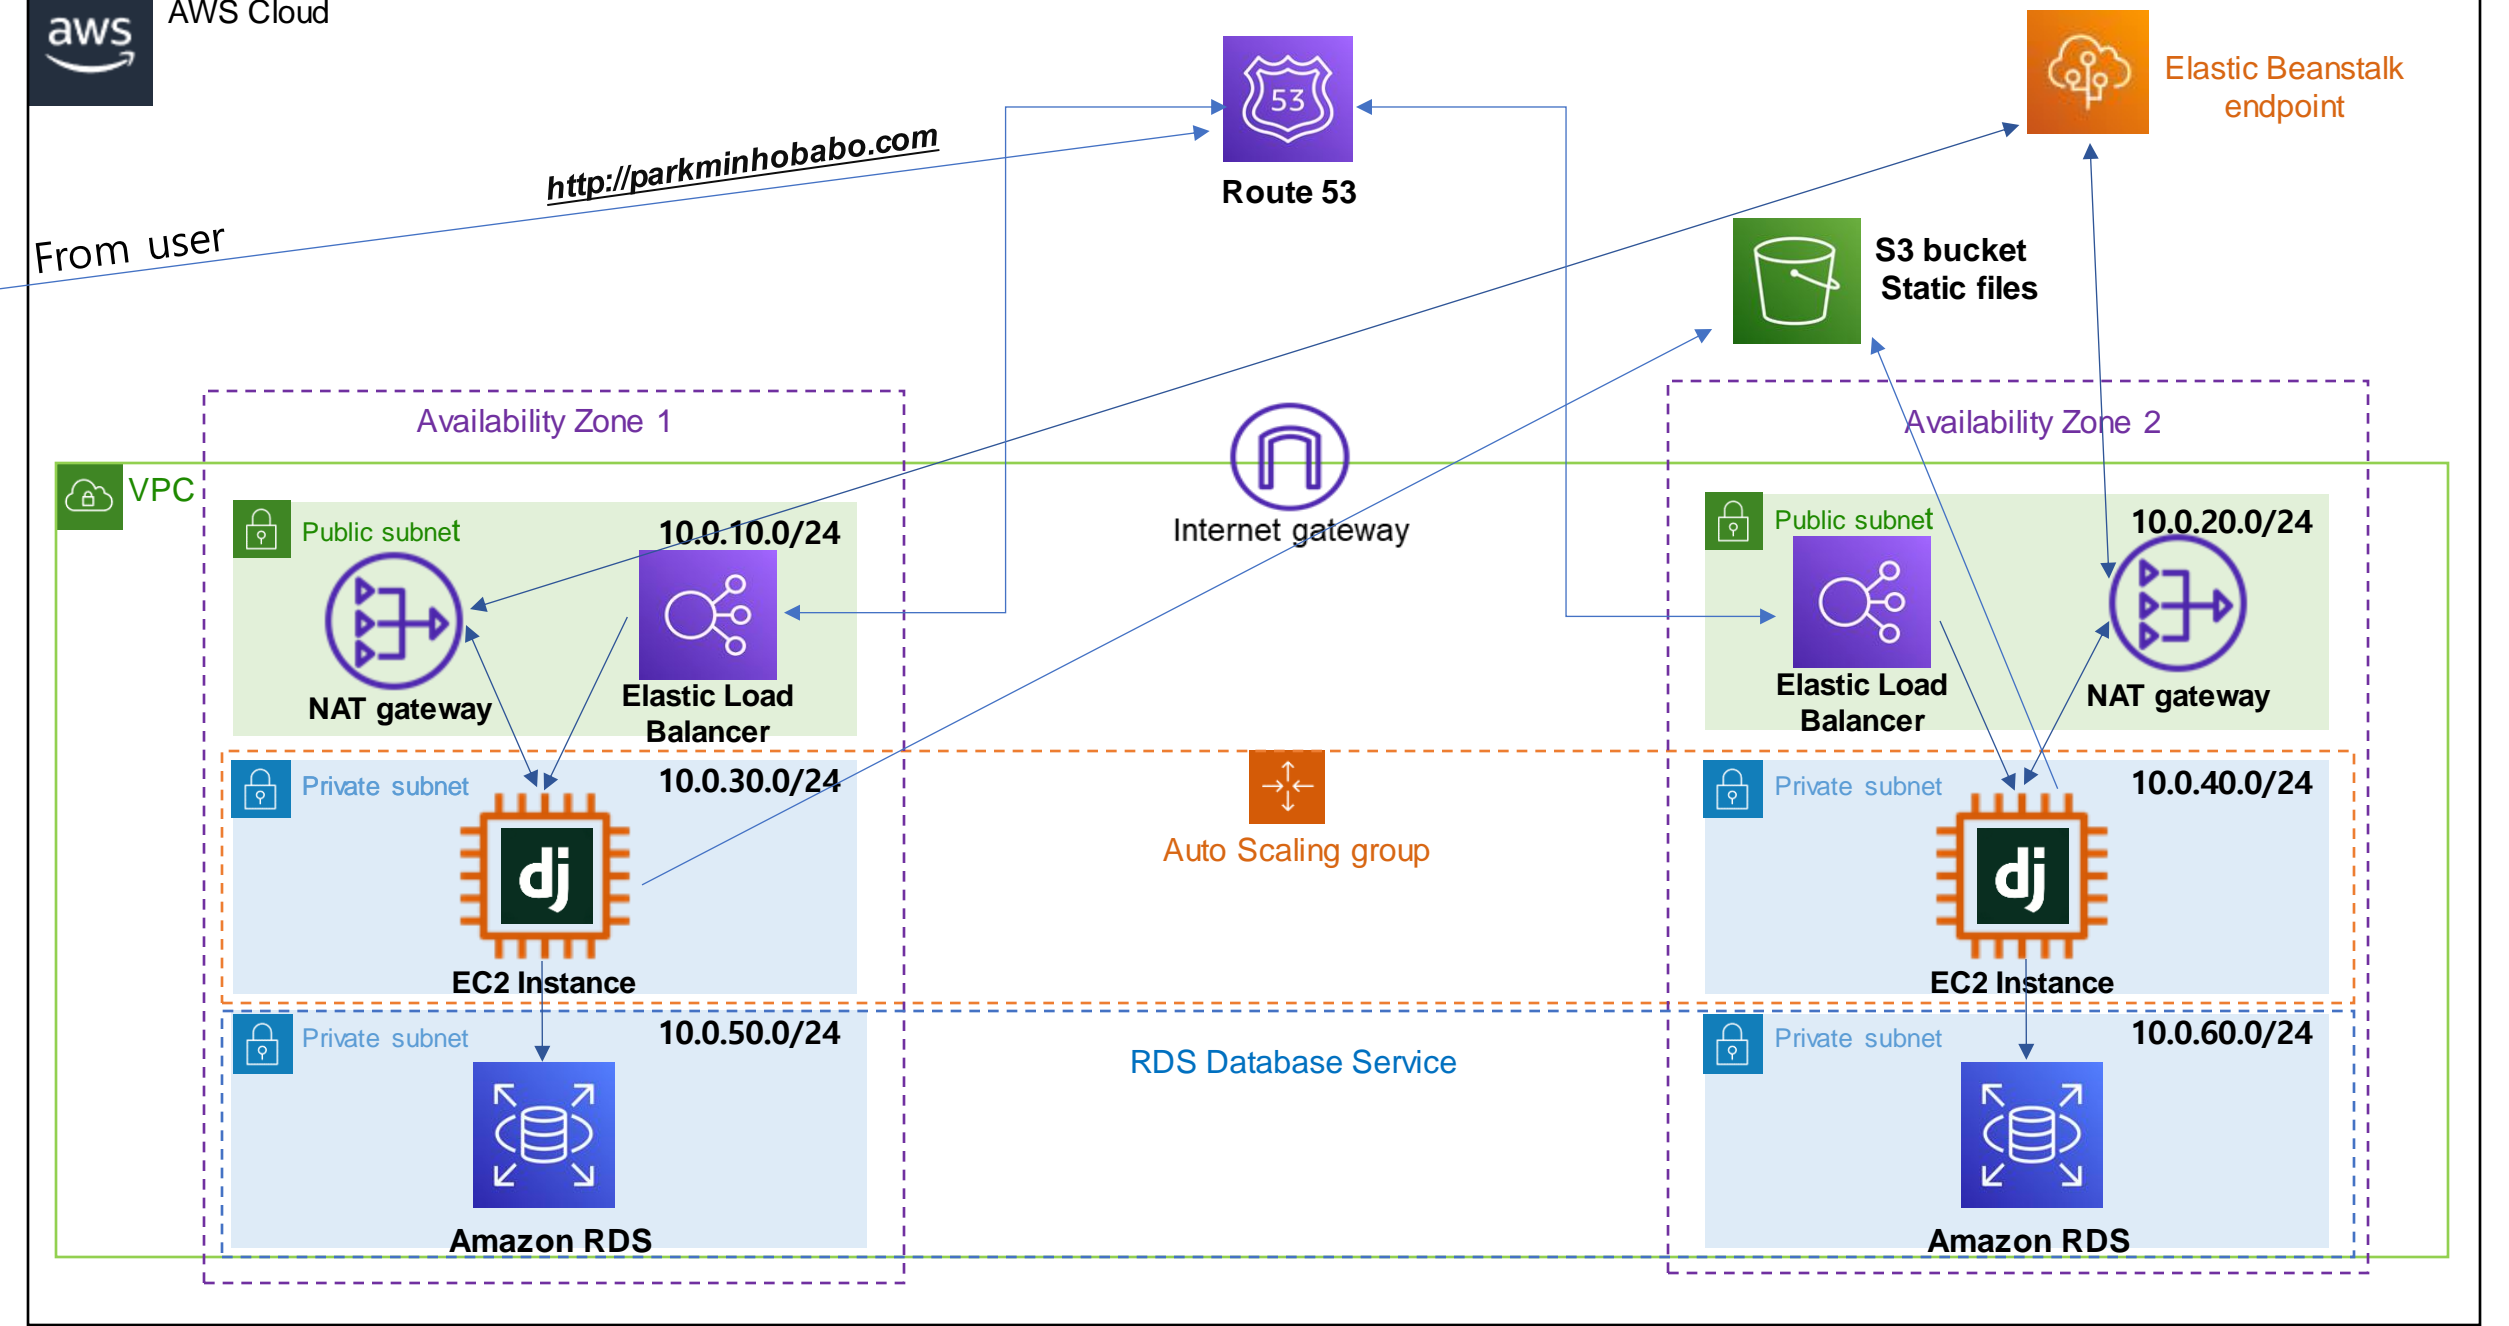 aws
AWS Cloud
53
Route 53
Elastic Beanstalk
endpoint
http://parkminhobabo.com
From user
S3 bucket
Static files
Availability Zone 1
Availability Zone 2
Internet gateway
VPC
Public subnet
10.0.10.0/24
NAT gateway
Elastic Load
Balancer
Public subnet
10.0.20.0/24
Elastic Load
Balancer
NAT gateway
Private subnet
10.0.30.0/24
dj
EC2 Instance
Auto Scaling group
Private subnet
10.0.40.0/24
dj
EC2 Instance
Private subnet
10.0.50.0/24
Amazon RDS
RDS Database Service
Private subnet
10.0.60.0/24
Amazon RDS